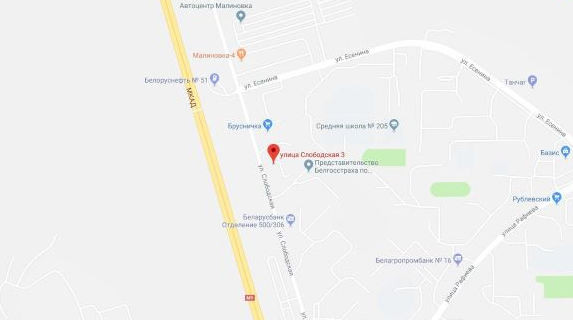 Автоцентр Малиновка
Малиновка-4
ул. Есенина
ул. Есенина
Белоруснефть № 51
ул. Есенина
Танчат
МКАД
Брусничка
Средняя школа № 205
Базис
улица Слободская 3
Представительство
Белгосстраха по...
ул. Слободская
Рублевский
Беларусбанк
Отделение 500/306
улица Рафиева
ул. Слободская
Белагропромбанк № 16
улица Рафиева
M9